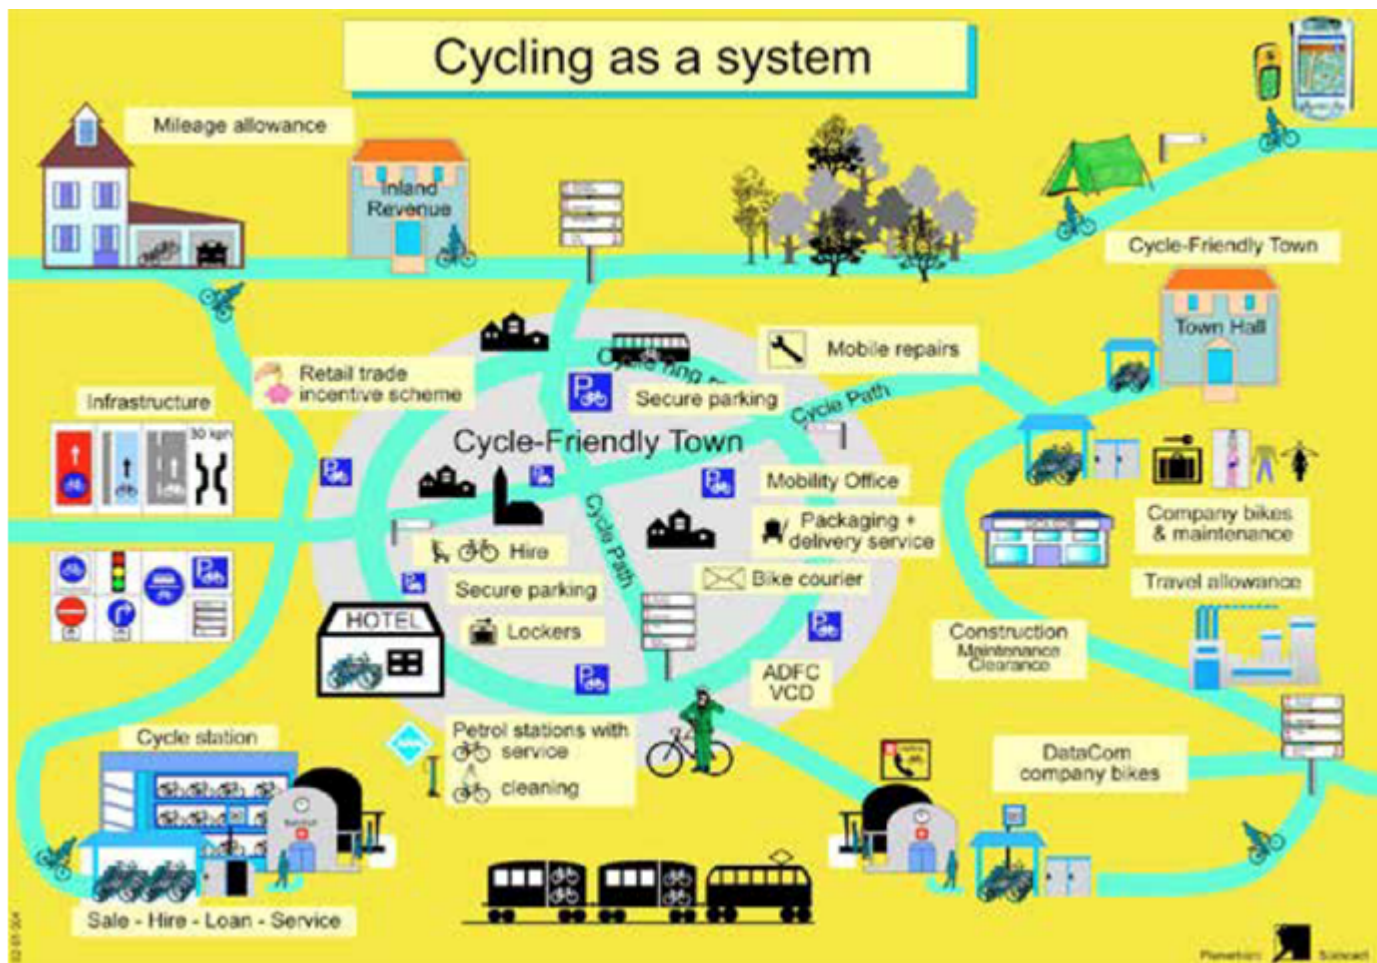 Cycling as a system
Mileage allowance
Inland
Revenue
Cycle-Friendly Town
Town Hall
Mobile repairs
Retail trade
incentive scheme
Cycle ring
Secure parking
Cycle Path
Infrastructure
30 kph
Cycle-Friendly Town
Mobility Office
Packaging +
delivery service
Bike courier
Cycle Path
Hire
Secure parking
Lockers
HOTEL
Company bikes
& maintenance
Travel allowance
Construction
Maintenance
Clearance
ADFC
VCD
Petrol stations with
service
cleaning
Cycle station
DataCom
company bikes
Sale - Hire - Loan - Service
P
P
P
P
P
P
P
P